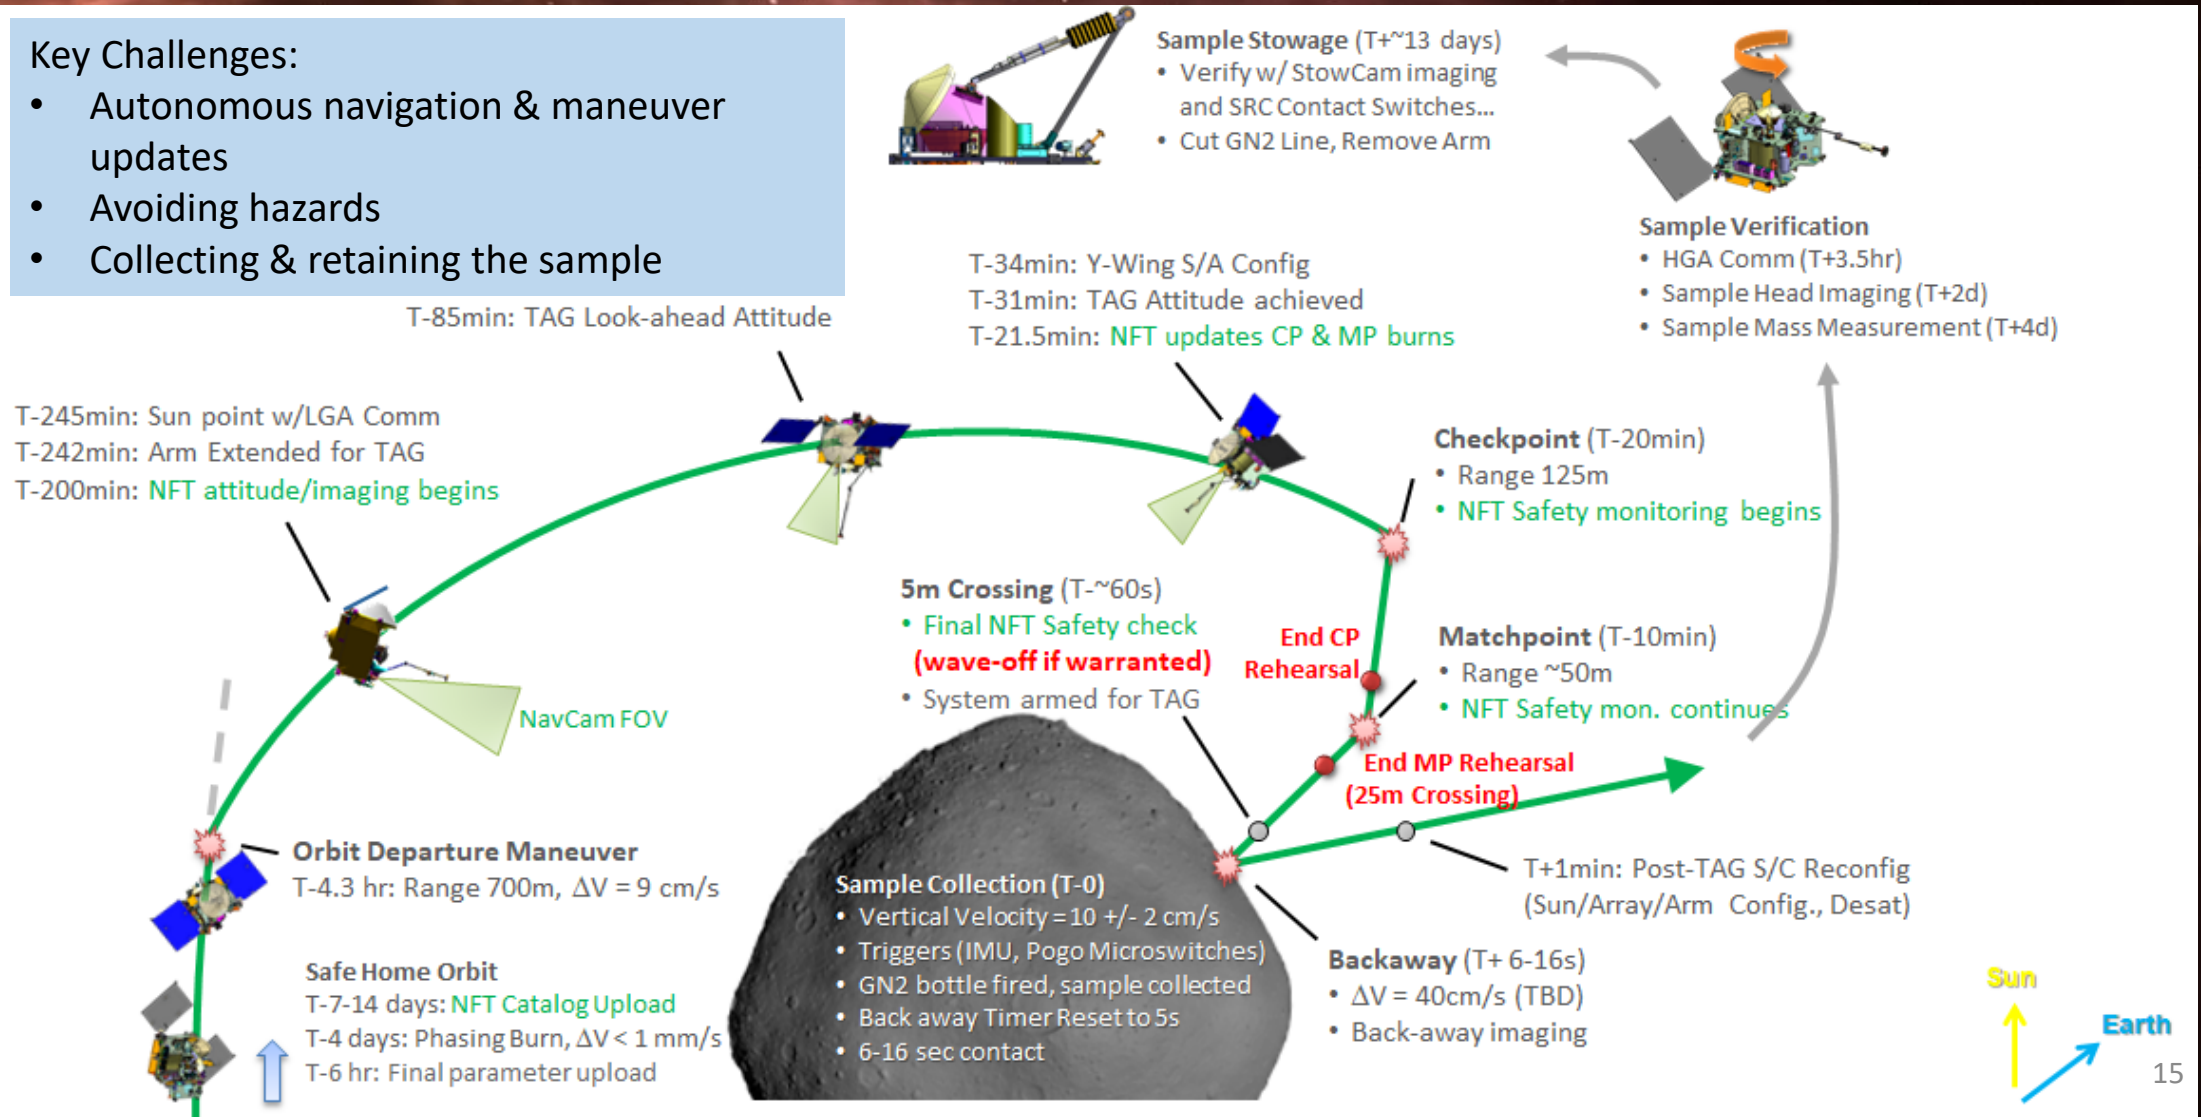 Key Challenges:
• Autonomous navigation & maneuver
updates
• Avoiding hazards
• Collecting & retaining the sample
Sample Stowage (T+~13 days)
• Verify w/ StowCam imaging
and SRC Contact Switches...
• Cut GN2 Line, Remove Arm
Sample Verification
• HGA Comm (T+3.5hr)
• Sample Head Imaging (T+2d)
• Sample Mass Measurement (T+4d)
T-34min: Y-Wing S/A Config
T-31min: TAG Attitude achieved
T-21.5min: NFT updates CP & MP burns
T-85min: TAG Look-ahead Attitude
T-245min: Sun point w/LGA Comm
T-242min: Arm Extended for TAG
T-200min: NFT attitude/imaging begins
NavCam FOV
Checkpoint (T-20min)
• Range 125m
• NFT Safety monitoring begins
5m Crossing (T-~60s)
• Final NFT Safety check
(wave-off if warranted)
• System armed for TAG
End CP
Rehearsal
Matchpoint (T-10min)
• Range ~50m
• NFT Safety mon. continues
End MP Rehearsal
(25m Crossing)
Orbit Departure Maneuver
T-4.3 hr: Range 700m, ΔV = 9 cm/s
Safe Home Orbit
T-7-14 days: NFT Catalog Upload
T-4 days: Phasing Burn, ΔV < 1 mm/s
T-6 hr: Final parameter upload
Sample Collection (T-0)
• Vertical Velocity = 10 +/- 2 cm/s
• Triggers (IMU, Pogo Microswitches)
• GN2 bottle fired, sample collected
• Back away Timer Reset to 5s
• 6-16 sec contact
T+1min: Post-TAG S/C Reconfig
(Sun/Array/Arm Config., Desat)
Backaway (T+ 6-16s)
• ΔV = 40cm/s (TBD)
• Back-away imaging
Sun
Earth
15